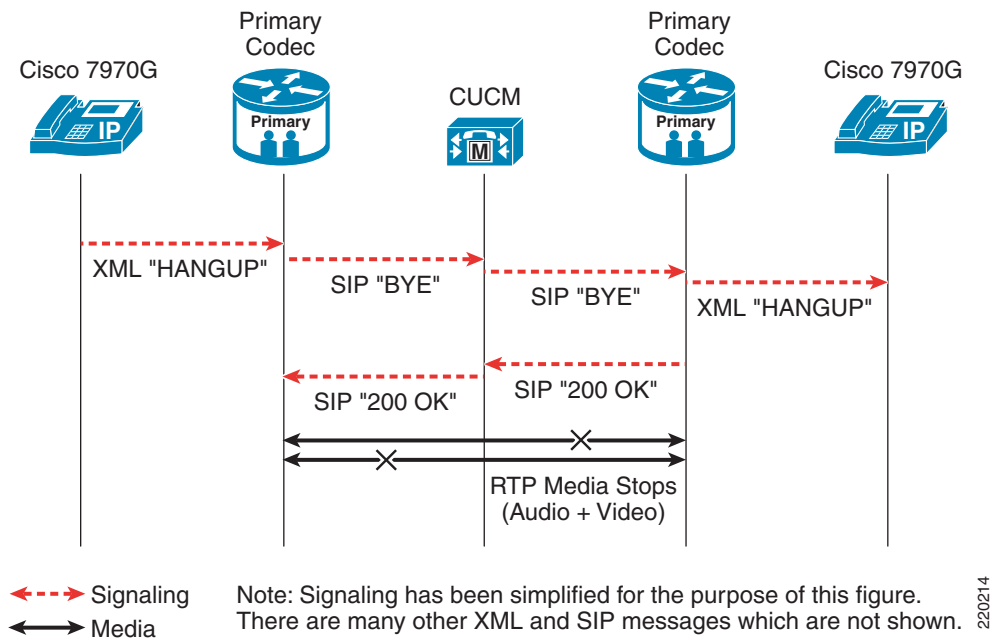 Primary
Codec
Primary
Codec
Cisco 7970G
Cisco 7970G
CUCM
IP
Primary
M
Primary
IP
XML "HANGUP"
SIP "BYE"
SIP "BYE"
XML "HANGUP"
SIP "200 OK"
SIP "200 OK"
RTP Media Stops
(Audio + Video)
Signaling
Media
Note: Signaling has been simplified for the purpose of this figure.
There are many other XML and SIP messages which are not shown.
220214